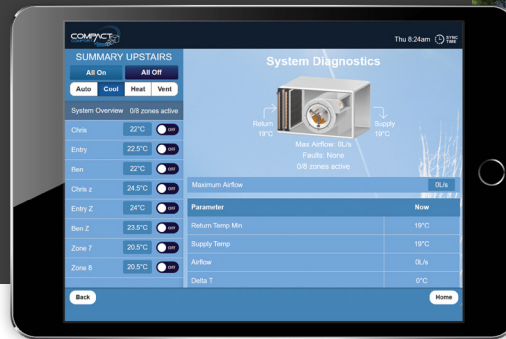 COMPACT
COMFORT
Thu 8:24am
SYNC
TIME
SUMMARY UPSTAIRS
All On
All Off
Auto
Cool
Heat
Vent
System Overview 0/8 zones active
Chris 22°C OFF
Entry 22.5°C OFF
Ben 22°C OFF
Chris z 24.5°C OFF
Entry Z 24°C OFF
Ben Z 23.5°C OFF
Zone 7 20.5°C OFF
Zone 8 20.5°C OFF
Back
System Diagnostics
Return
19°C
Supply
19°C
Max Airflow: 0L/s
Faults: None
0/8 zones active
Maximum Airflow 0L/s
Parameter Now
Return Temp Min 19°C
Supply Temp 19°C
Airflow 0L/s
Delta T 0°C
Home